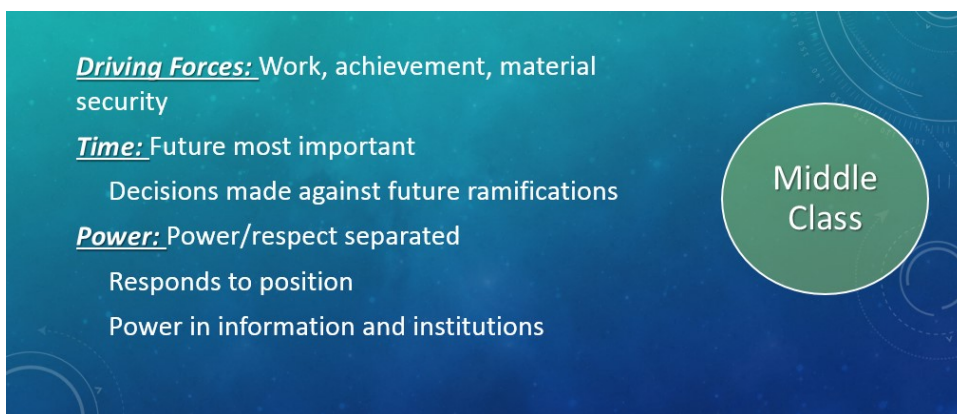 Driving Forces: Work, achievement, material
security
Time: Future most important
Decisions made against future ramifications
Power: Power/respect separated
Responds to position
Power in information and institutions
Middle
Class